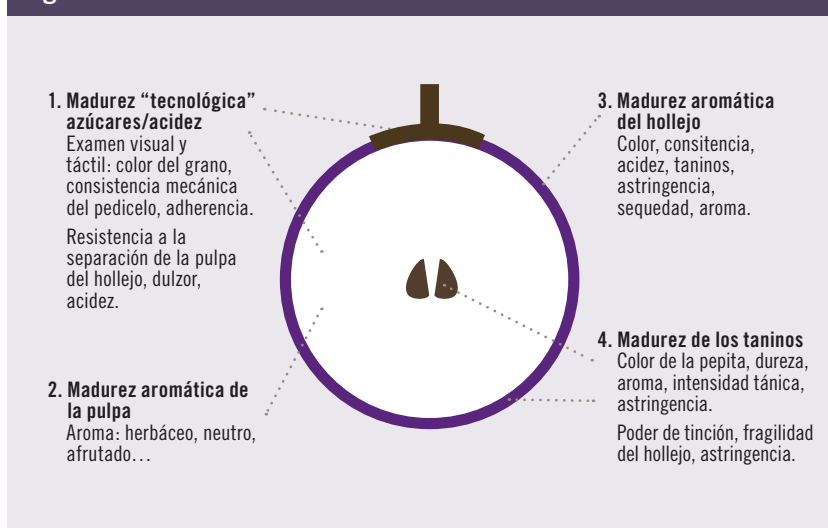 1. Madurez “tecnológica”
azúcares/acidez
Examen visual y
táctil: color del grano,
consistencia mecánica
del pedicelo, adherencia.
Resistencia a la
separación de la pulpa
del hollejo, dulzor,
acidez.
2. Madurez aromática de
la pulpa
Aroma: herbáceo, neutro,
afrutado…
3. Madurez aromática
del hollejo
Color, consitencia,
acidez, taninos,
astringencia,
sequedad, aroma.
4. Madurez de los taninos
Color de la pepita, dureza,
aroma, intensidad tánica,
astringencia.
Poder de tinción, fragilidad
del hollejo, astringencia.